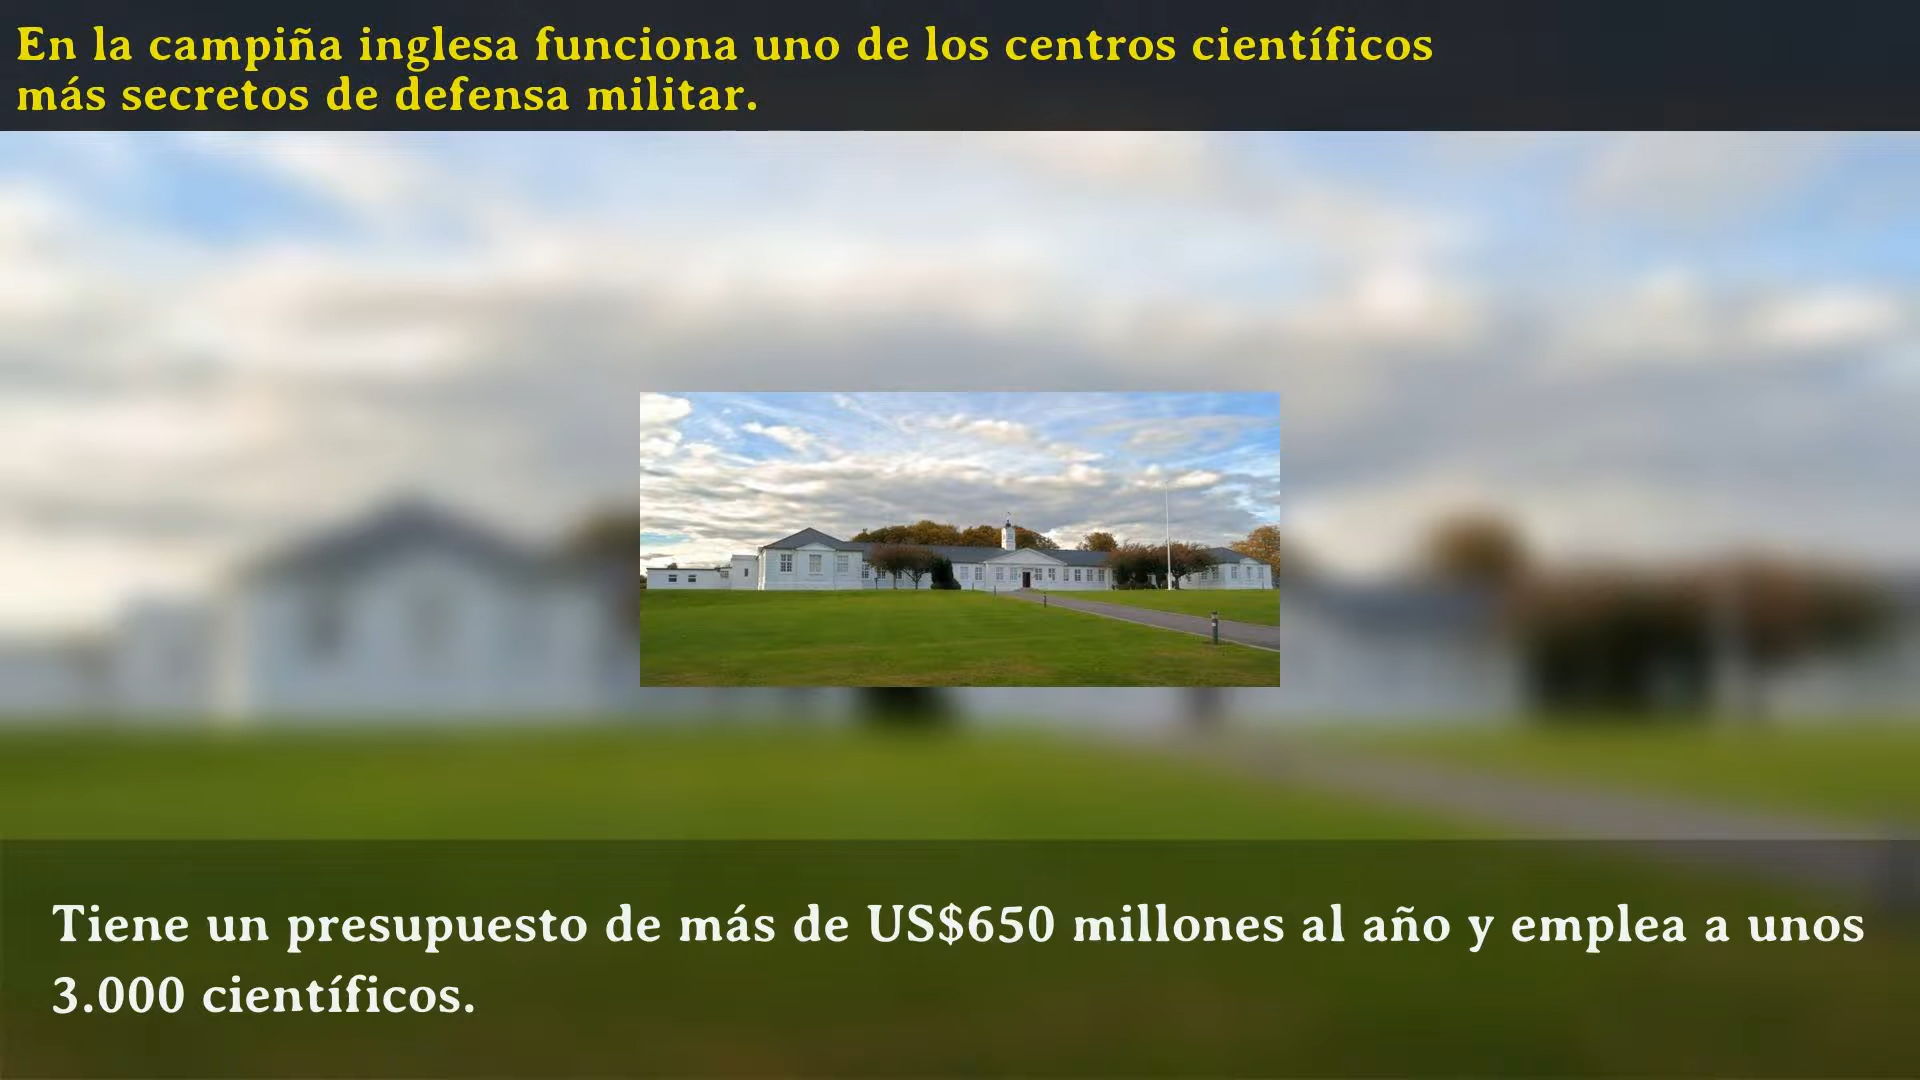 En la campiña inglesa funciona uno de los centros científicos
más secretos de defensa militar.
Tiene un presupuesto de más de US$650 millones al año y emplea a unos
3.000 científicos.